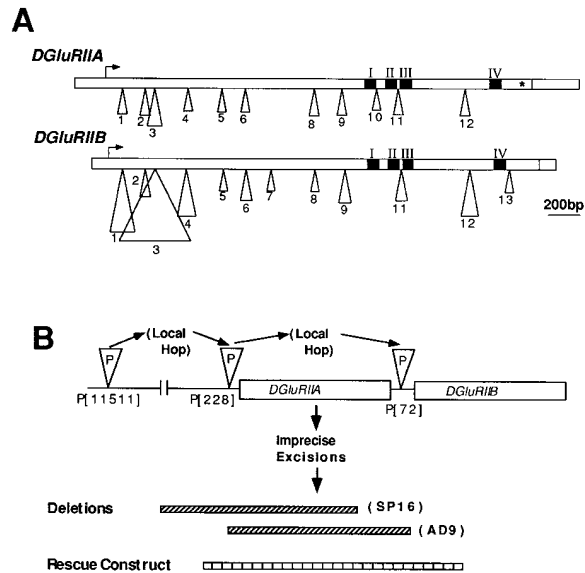 A
DGluRIIA
I II III IV
*
1 2 3 4 5 6 8 9 10 11 12
DGluRIIB
I II III IV
1 2 3 4 5 6 7 8 9 11 12 13
200bp
B
(Local Hop) (Local Hop)
P P P
DGluRIIA DGluRIIB
P[11511] P[228] P[72]
Imprecise
Excisions
Deletions (SP16)
(AD9)
Rescue Construct